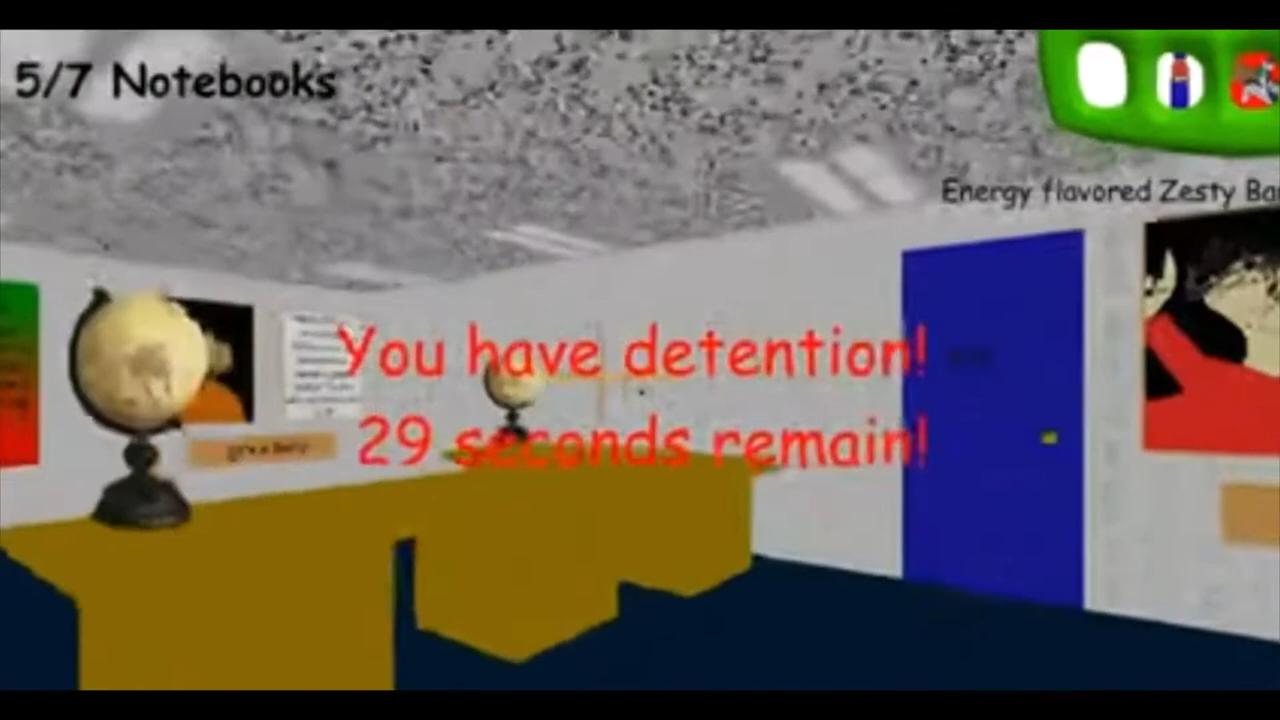 5/7 Notebooks
Energy flavored Zesty Ba
You have detention!
29 seconds remain!